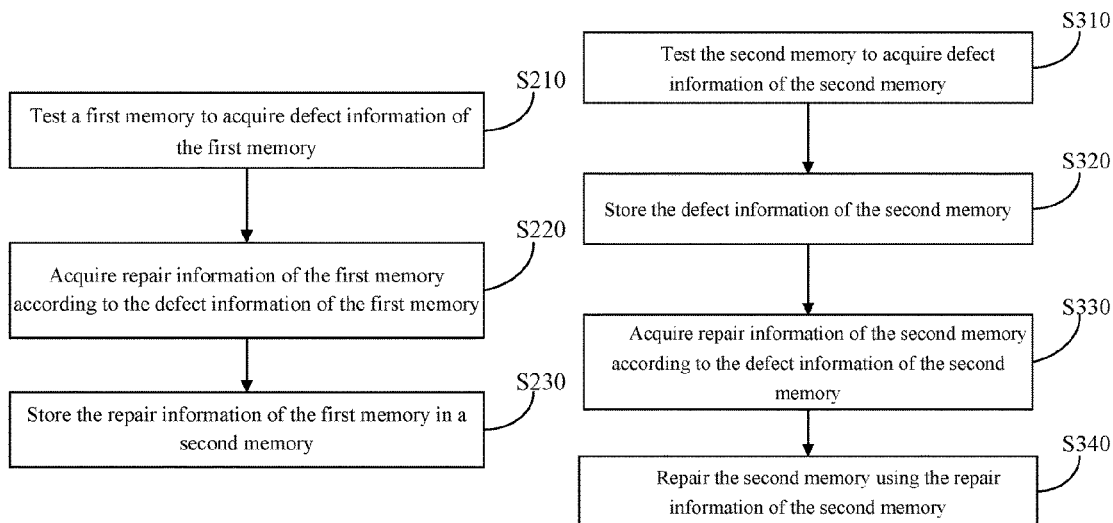 S210
Test a first memory to acquire defect information of
the first memory
S220
Acquire repair information of the first memory
according to the defect information of the first memory
S230
Store the repair information of the first memory in a
second memory
S310
Test the second memory to acquire defect
information of the second memory
S320
Store the defect information of the second memory
S330
Acquire repair information of the second memory
according to the defect information of the second
memory
S340
Repair the second memory using the repair
information of the second memory